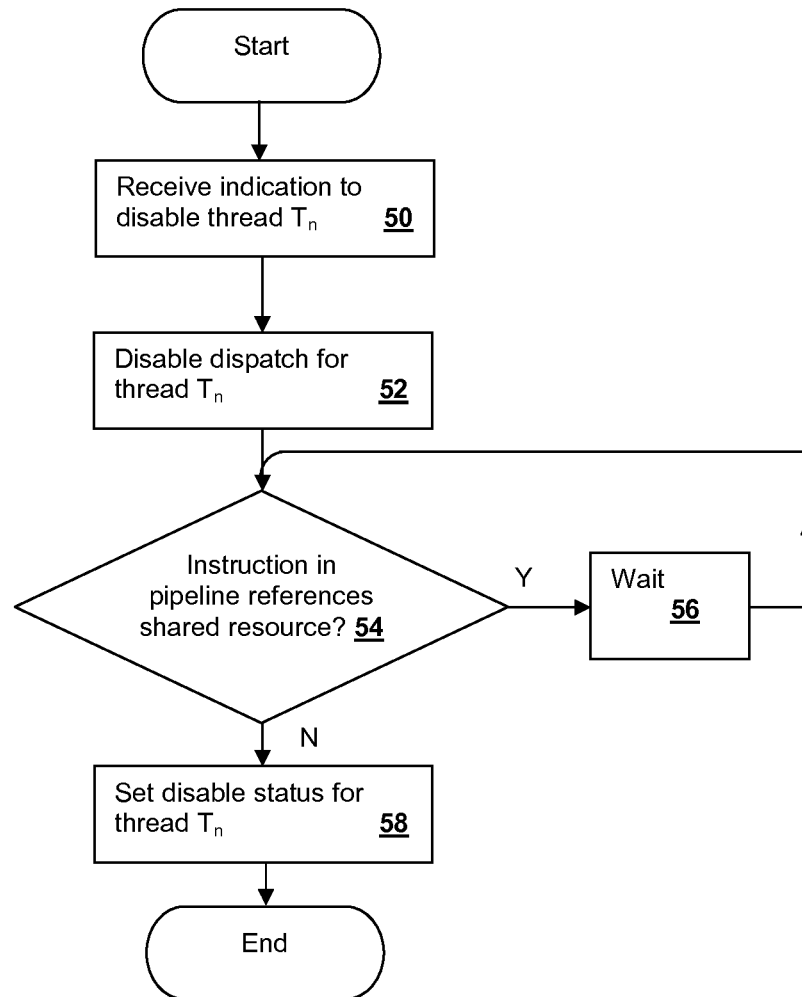 Start
Receive indication to
disable thread Tn 50
Disable dispatch for
thread Tn 52
Instruction in
pipeline references
shared resource? 54
Y
Wait
56
N
Set disable status for
thread Tn 58
End